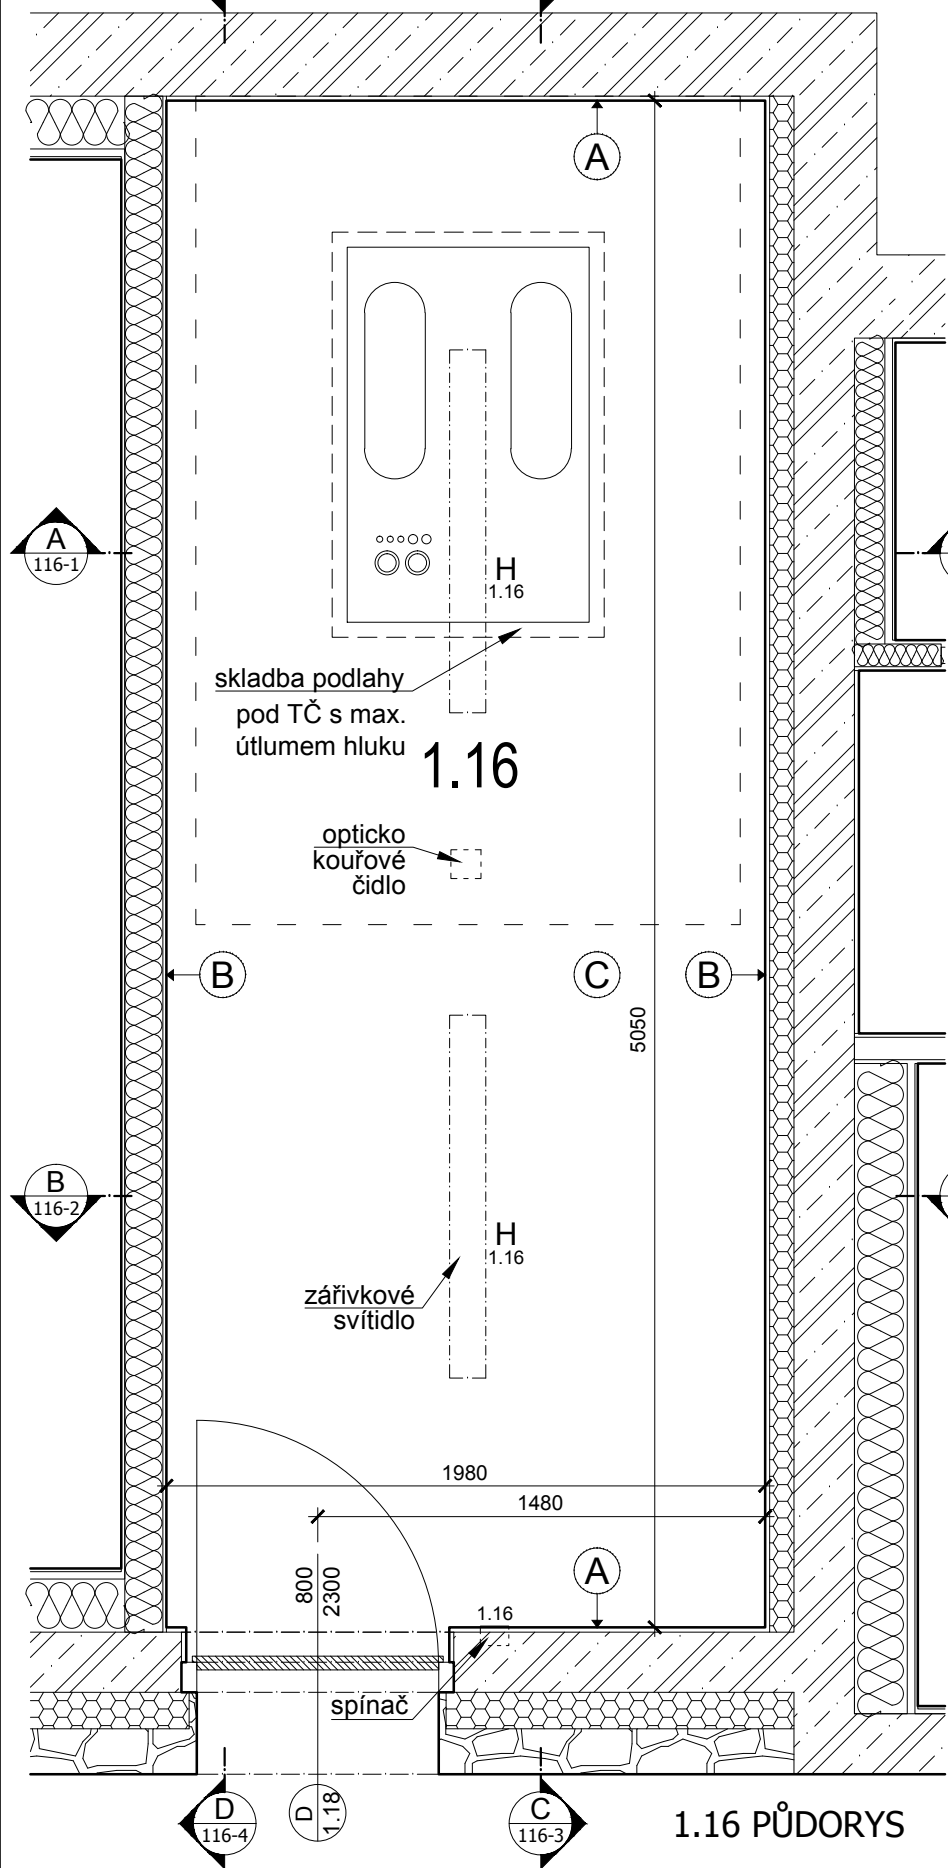 A
A
116-1
H
1.16
skladba podlahy
pod TČ s max.
útlumem hluku
1.16
opticko
kouřové
čidlo
B
C
B
5050
B
116-2
H
1.16
zářivkové
svítidlo
1980
1480
800
2300
A
1.16
spínač
D
116-4
D
1.18
C
116-3
1.16 PŮDORYS